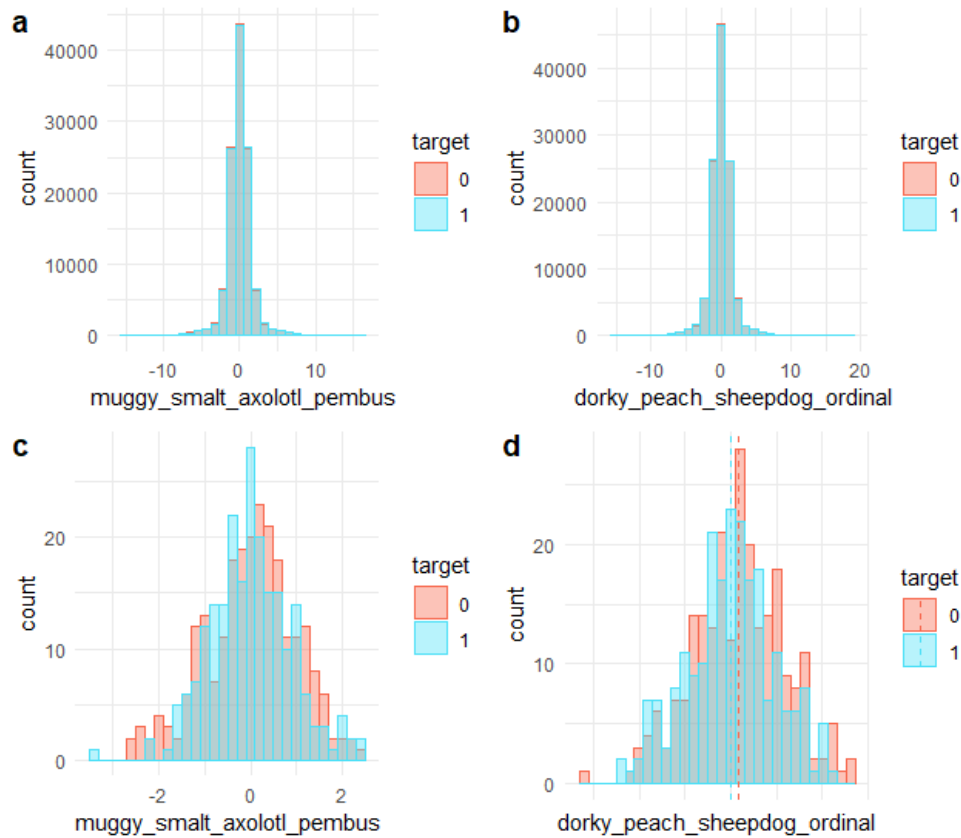 a
count
40000
30000
20000
10000
0
-10 0 10
muggy_smalt_axolotl_pembus
target
0
1
b
count
40000
30000
20000
10000
0
-10 0 10 20
dorky_peach_sheepdog_ordinal
target
0
1
c
count
20
10
0
-2 0 2
muggy_smalt_axolotl_pembus
target
0
1
d
count
20
10
0
dorky_peach_sheepdog_ordinal
target
0
1